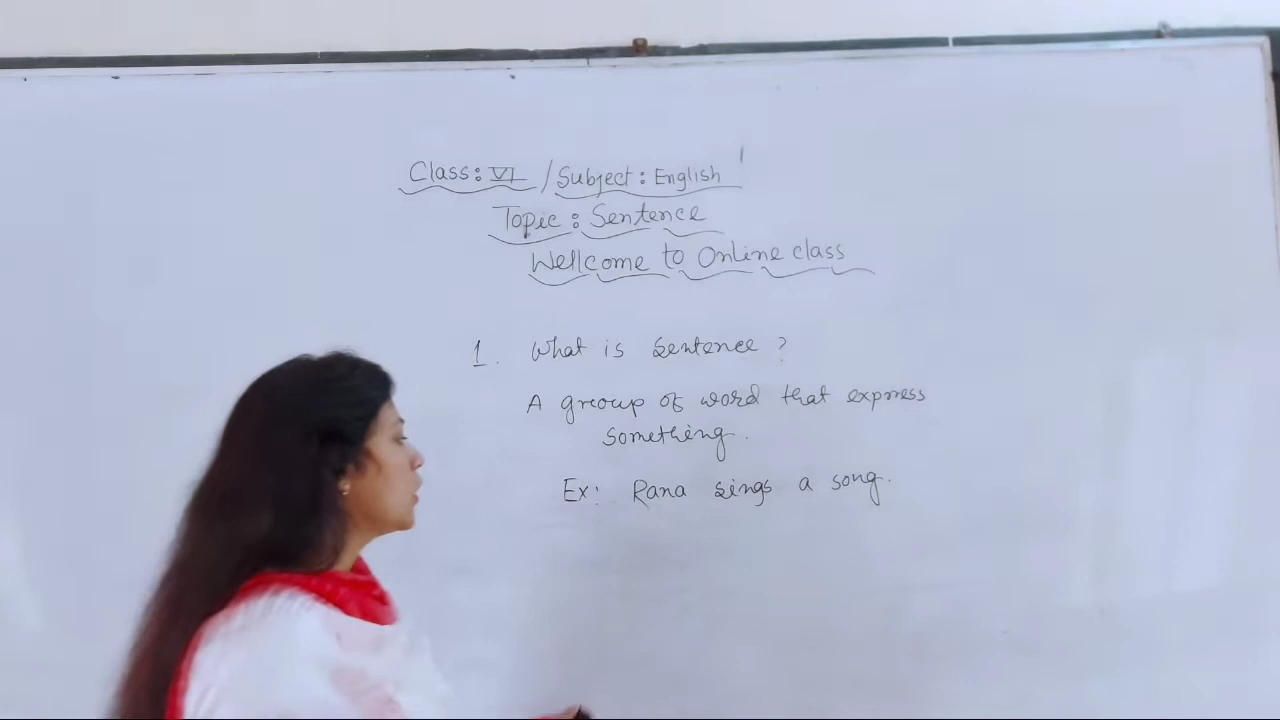 Class: VI / Subject: English
Topic: Sentence
Wellcome to Online class
1. What is sentence?
A group of word that express
something.
Ex: Rana sings a song.